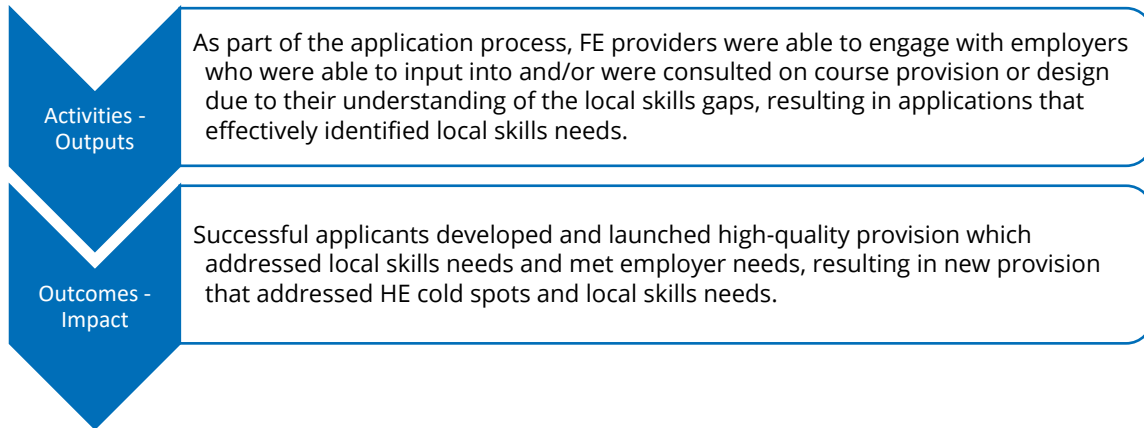 Activities -
Outputs
As part of the application process, FE providers were able to engage with employers
who were able to input into and/or were consulted on course provision or design
due to their understanding of the local skills gaps, resulting in applications that
effectively identified local skills needs.
Outcomes -
Impact
Successful applicants developed and launched high-quality provision which
addressed local skills needs and met employer needs, resulting in new provision
that addressed HE cold spots and local skills needs.